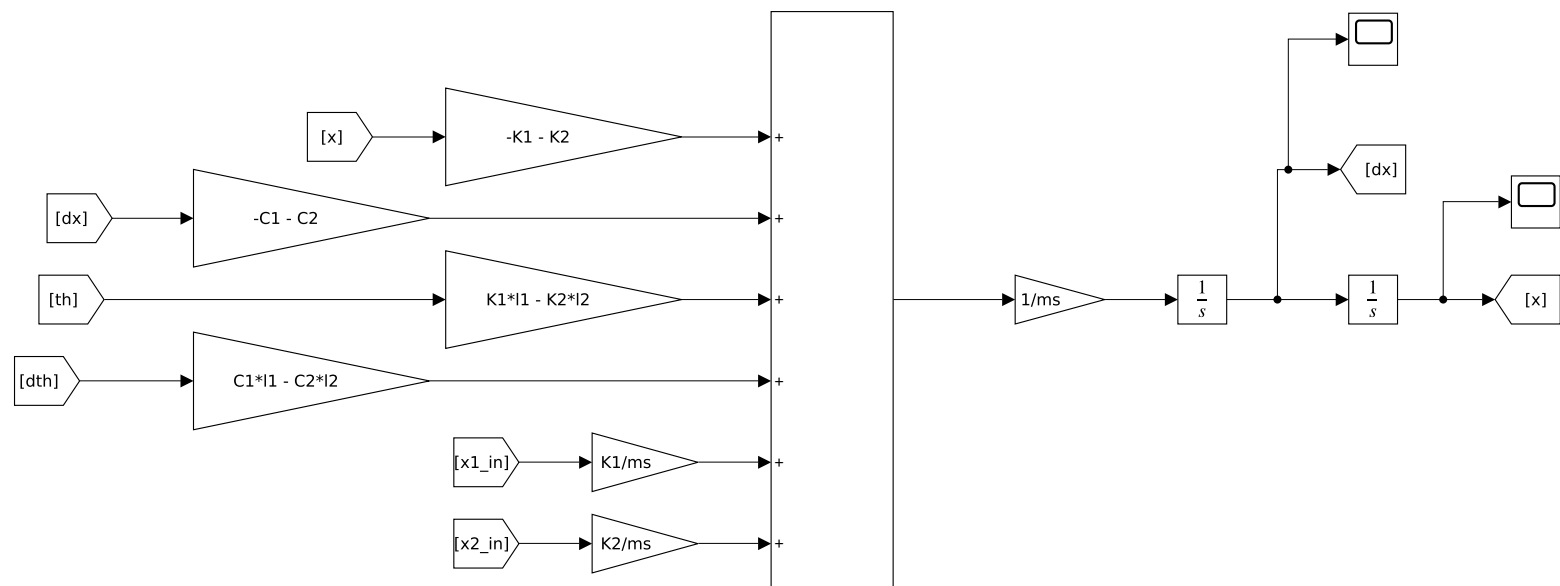 [x]
-K1 - K2
+
[dx]
-C1 - C2
+
[th]
K1*l1 - K2*l2
+
[dth]
C1*l1 - C2*l2
+
[x1_in]
K1/ms
+
[x2_in]
K2/ms
+
1/ms
1
s
1
s
[dx]
[x]